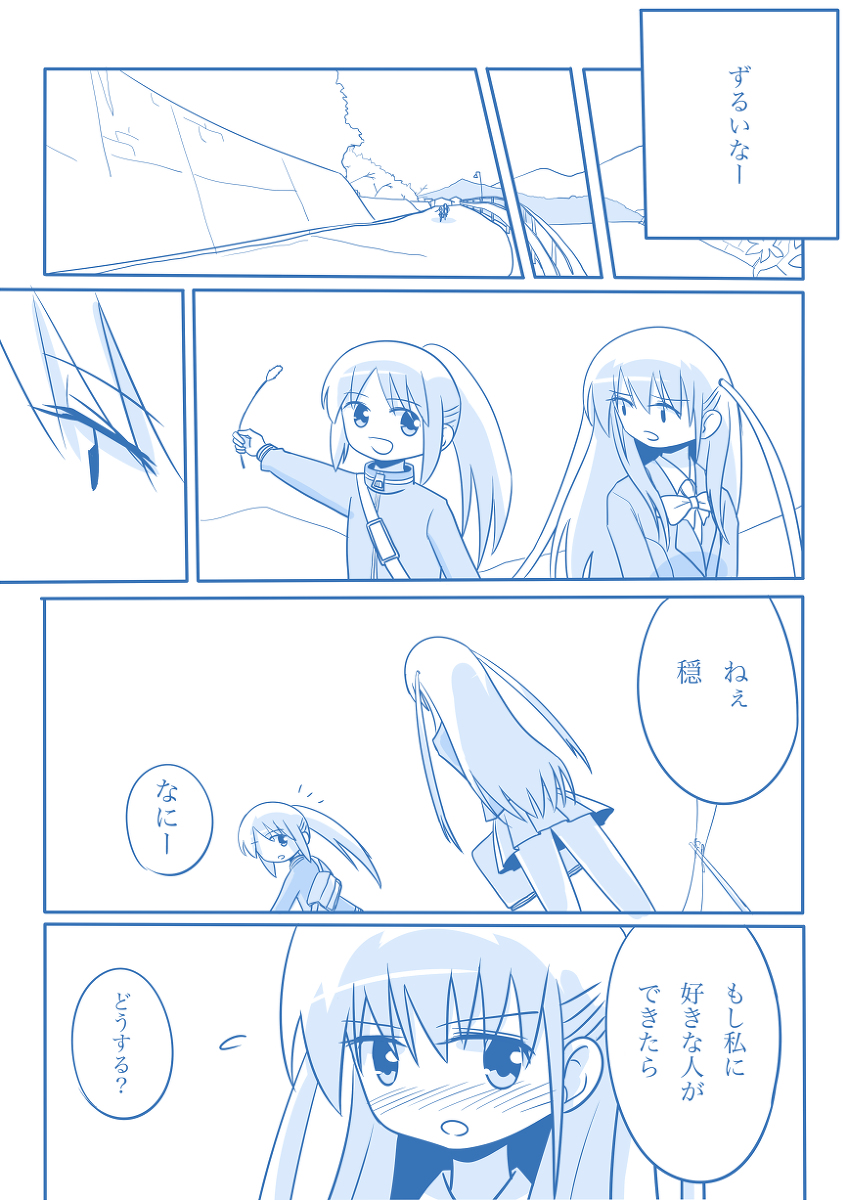 ずるいなー
ねぇ
穏
なにー
もし私に
好きな人が
できたら
どうする？